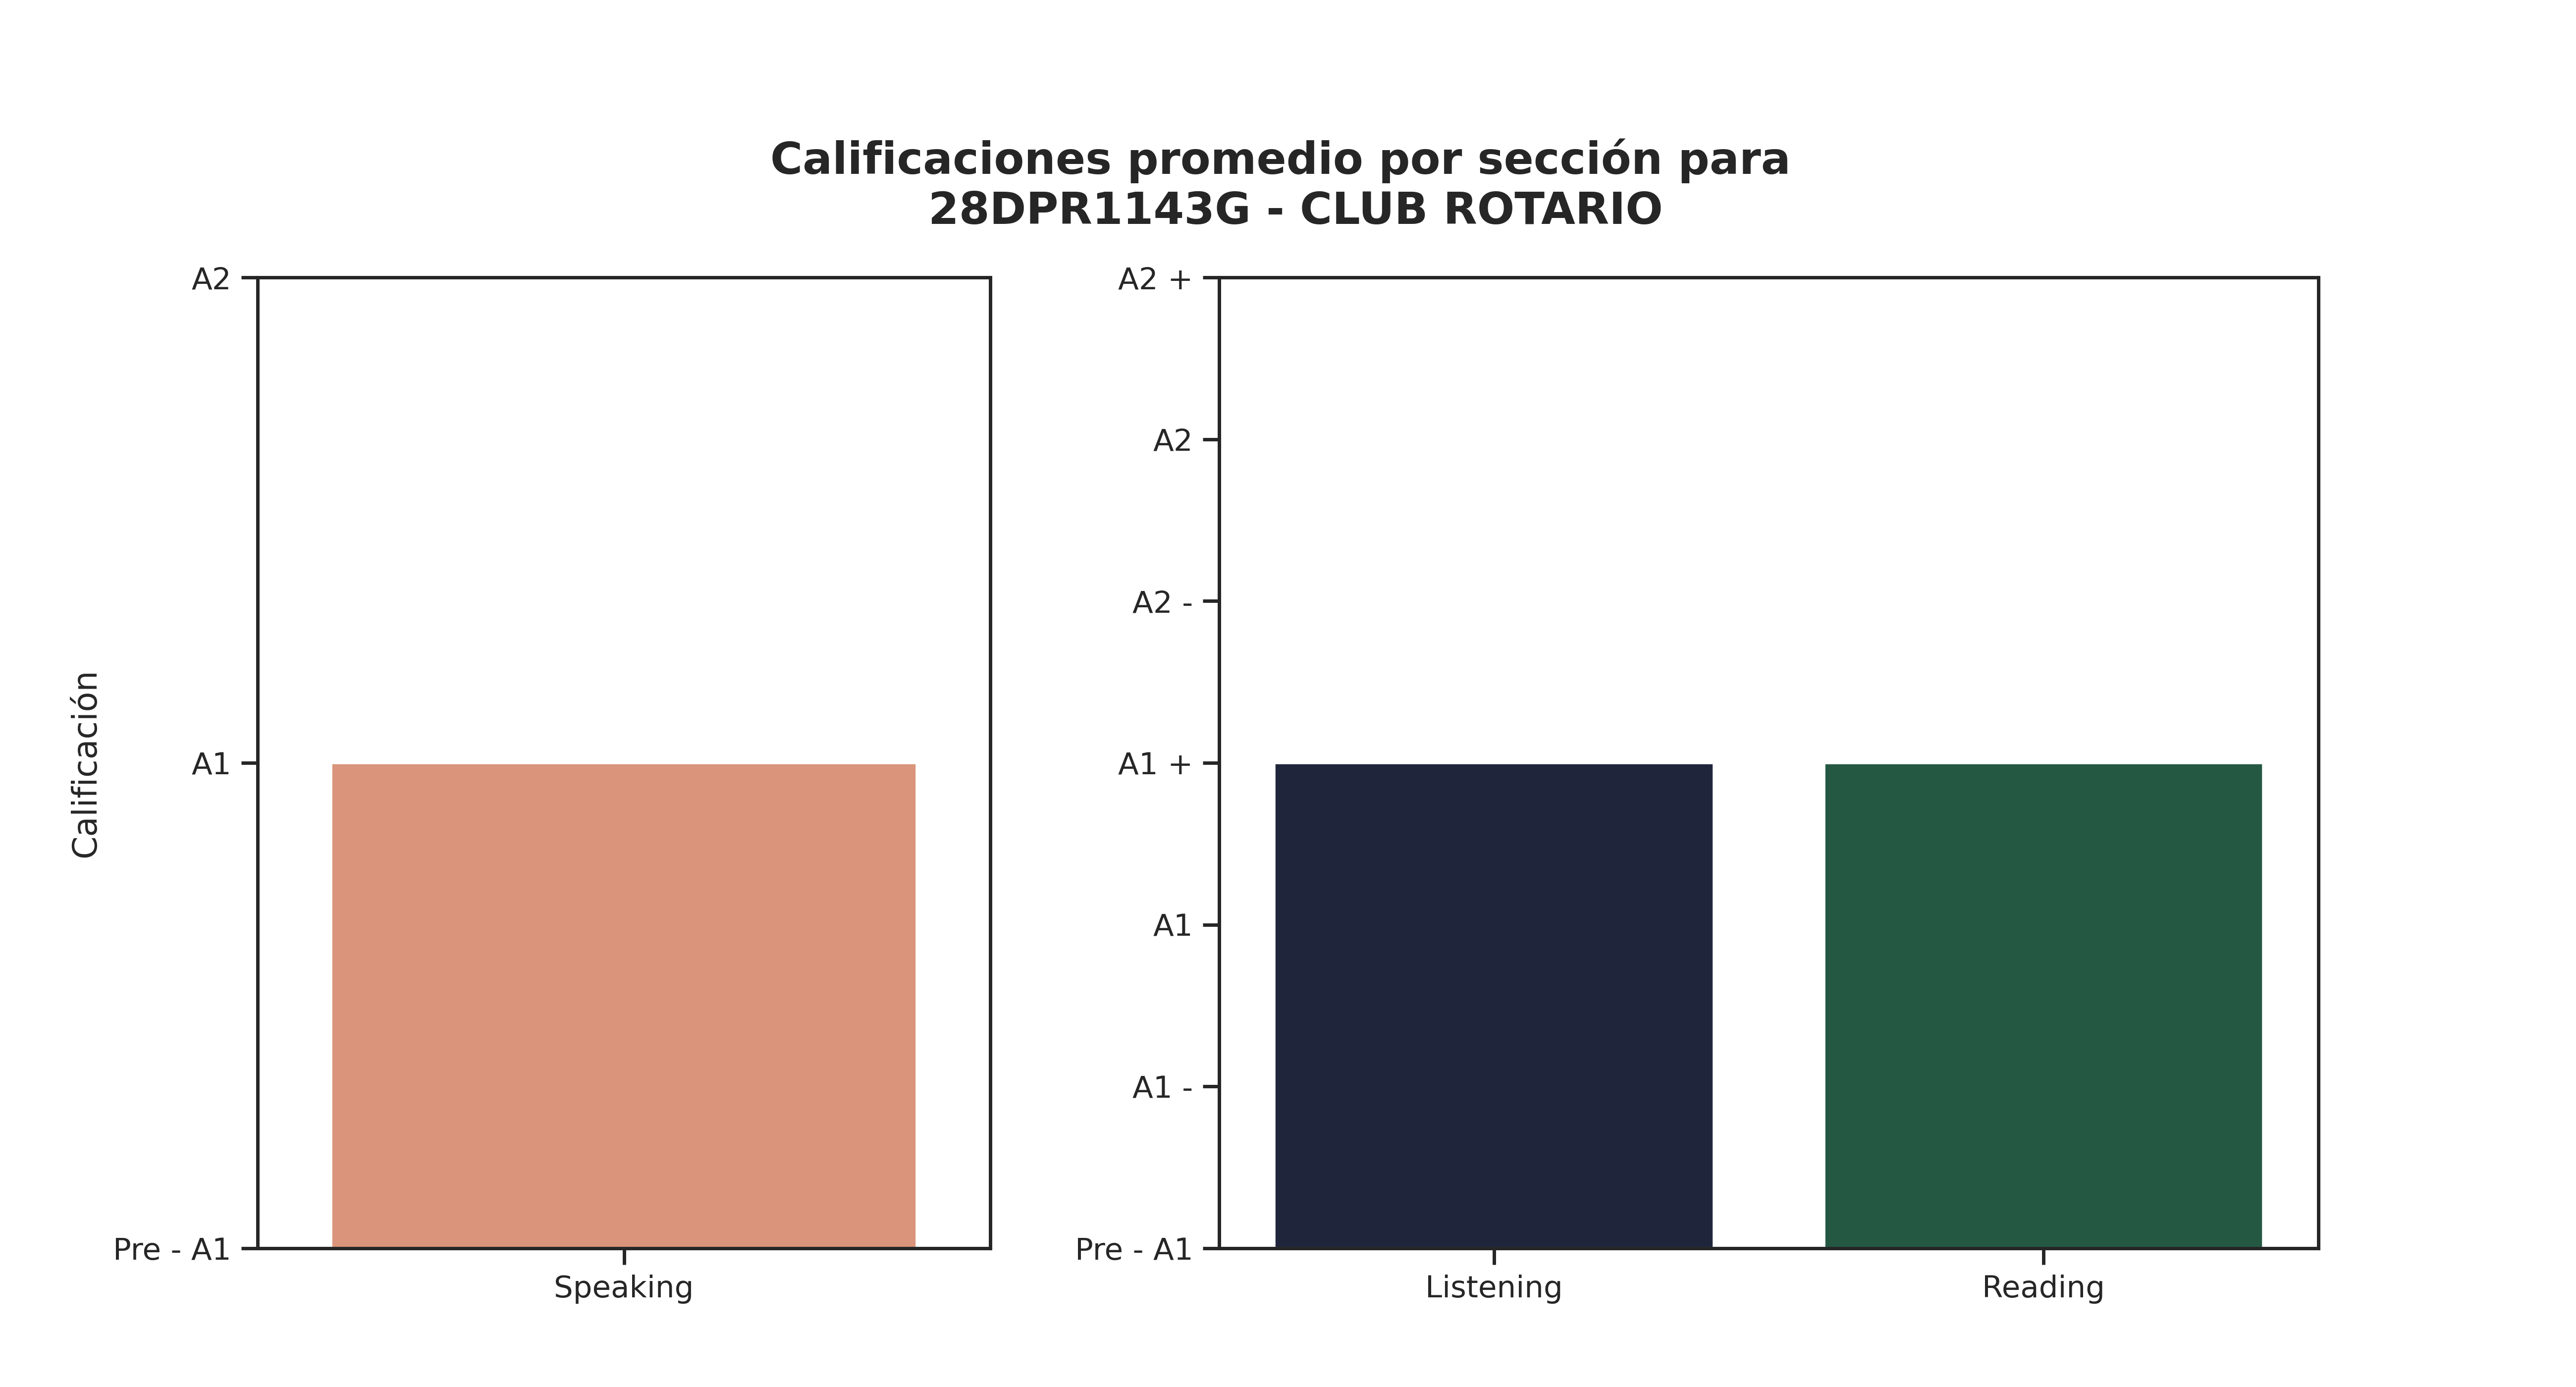 Calificaciones promedio por sección para
28DPR1143G - CLUB ROTARIO
Calificación
A2
A1
Pre - A1
Speaking
A2 +
A2
A2 -
A1 +
A1
A1 -
Pre - A1
Listening
Reading